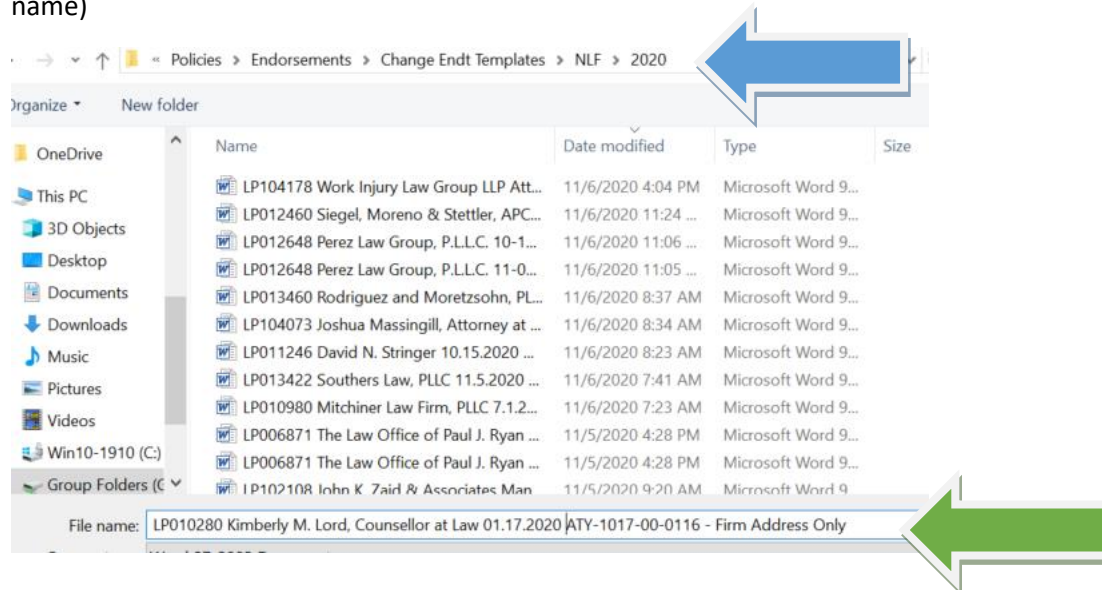 name)
« Policies > Endorsements > Change Endt Templates > NLF > 2020
Organize New folder
Name Date modified Type Size
OneDrive
This PC
3D Objects
Desktop
Documents
Downloads
Music
Pictures
Videos
Win10-1910 (C:)
Group Folders (G
LP104178 Work Injury Law Group LLP Att... 11/6/2020 4:04 PM Microsoft Word 9...
LP012460 Siegel, Moreno & Stettler, APC... 11/6/2020 11:24 ... Microsoft Word 9...
LP012648 Perez Law Group, P.L.L.C. 10-1... 11/6/2020 11:06 ... Microsoft Word 9...
LP012648 Perez Law Group, P.L.L.C. 11-0... 11/6/2020 11:05 ... Microsoft Word 9...
LP013460 Rodriguez and Moretzsohn, PL... 11/6/2020 8:37 AM Microsoft Word 9...
LP104073 Joshua Massingill, Attorney at ... 11/6/2020 8:34 AM Microsoft Word 9...
LP011246 David N. Stringer 10.15.2020 ... 11/6/2020 8:23 AM Microsoft Word 9...
LP013422 Southers Law, PLLC 11.5.2020 ... 11/6/2020 7:41 AM Microsoft Word 9...
LP010980 Mitchiner Law Firm, PLLC 7.1.2... 11/6/2020 7:23 AM Microsoft Word 9...
LP006871 The Law Office of Paul J. Ryan ... 11/5/2020 4:28 PM Microsoft Word 9...
LP006871 The Law Office of Paul J. Ryan ... 11/5/2020 4:28 PM Microsoft Word 9...
LP102108 John K. Zaid & Associates Man 11/5/2020 9:20 AM Microsoft Word 9
File name: LP010280 Kimberly M. Lord, Counsellor at Law 01.17.2020 ATY-1017-00-0116 - Firm Address Only